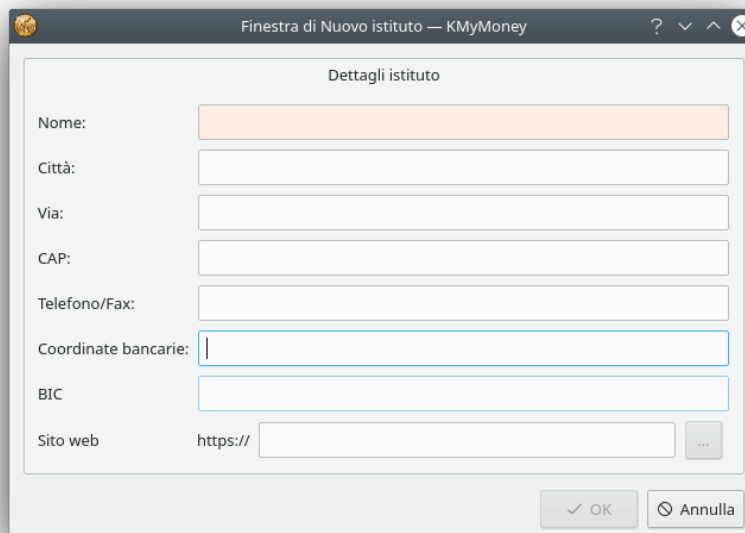 Finestra di Nuovo istituto — KMyMoney
Dettagli istituto
Nome:
Città:
Via:
CAP:
Telefono/Fax:
Coordinate bancarie:
BIC
Sito web https:// ...
OK Annulla